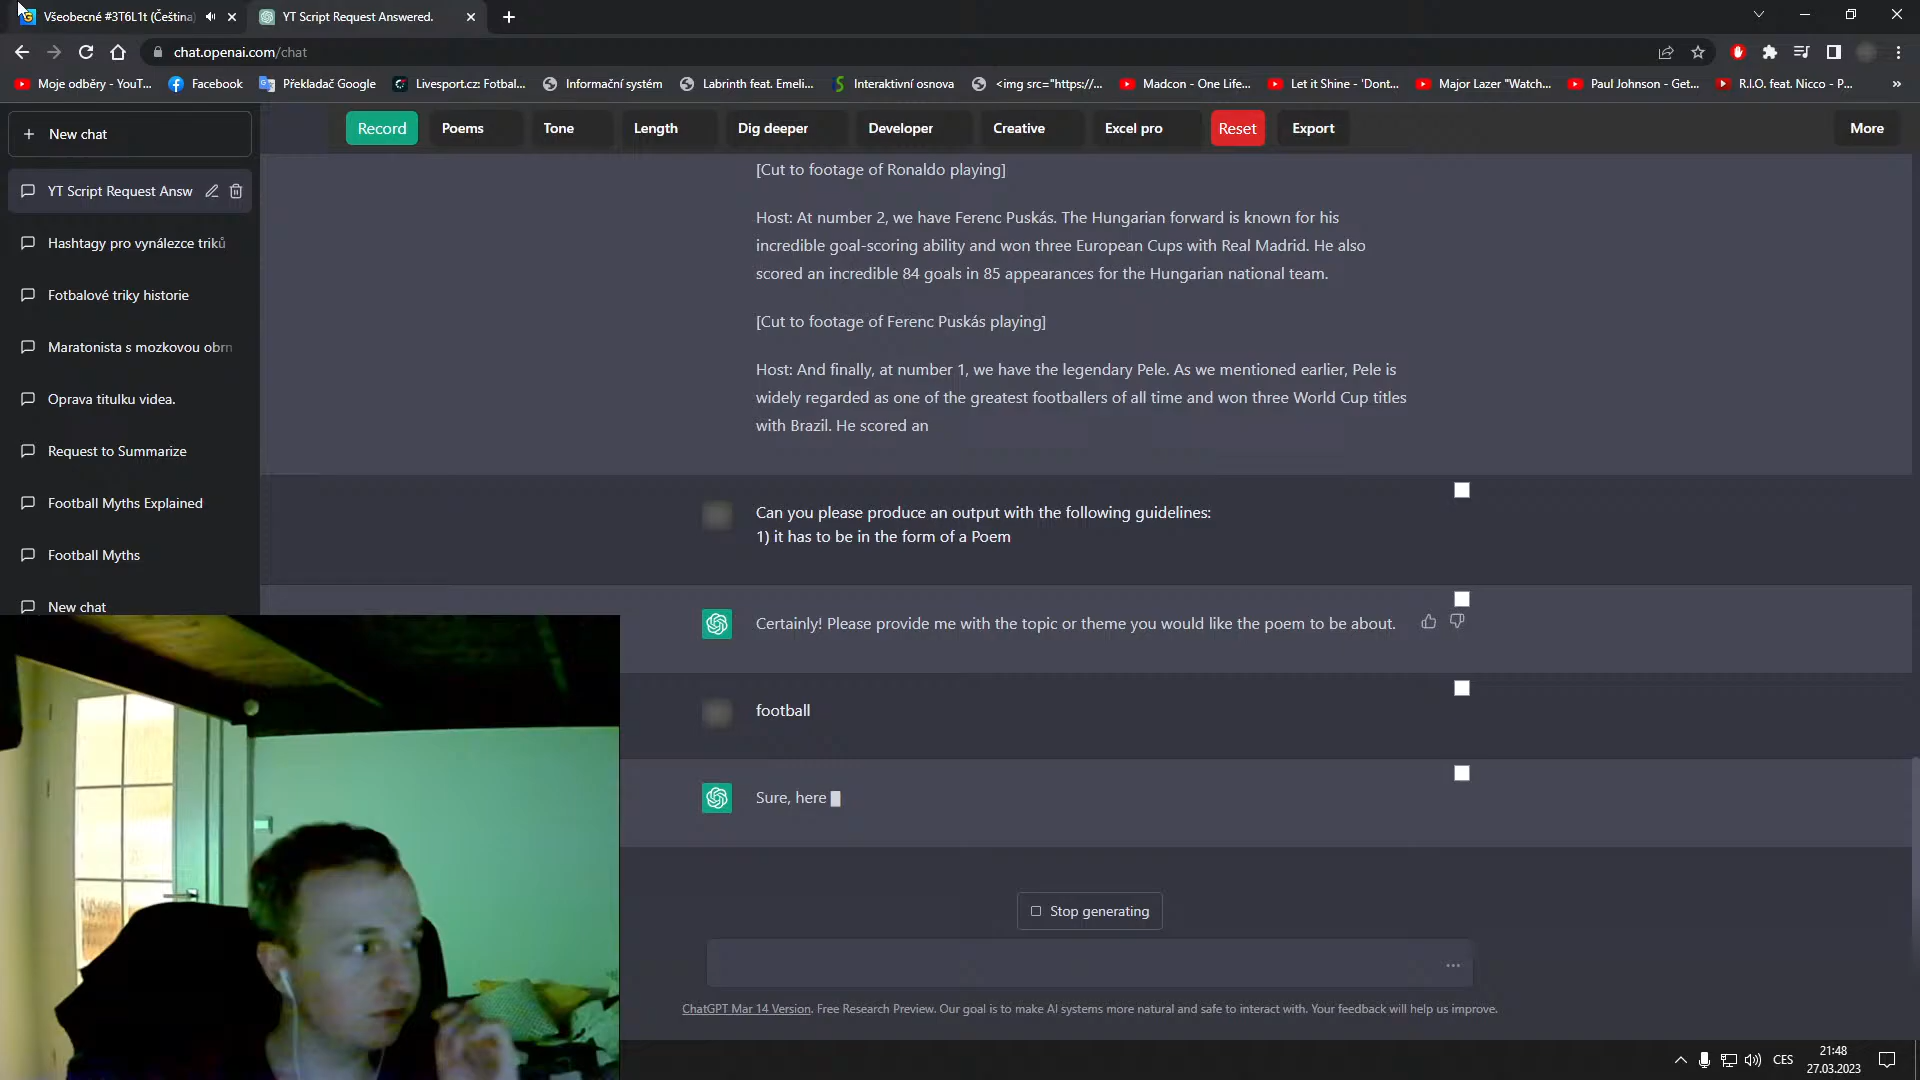 Všeobecné #3T6L1t (Čeština)
YT Script Request Answered.
chat.openai.com/chat
Moje odběry - YouT...
Facebook
Překladač Google
Livesport.cz: Fotbal...
Informační systém
Labrinth feat. Emeli...
Interaktivní osnova
<img src="https://...
Madcon - One Life...
Let it Shine - 'Dont...
Major Lazer "Watch...
Paul Johnson - Get...
R.I.O. feat. Nicco - P...
»
New chat
Record
Poems
Tone
Length
Dig deeper
Developer
Creative
Excel pro
Reset
Export
More
YT Script Request Answ
Hashtagy pro vynálezce triků
Fotbalové triky historie
Maratonista s mozkovou obrn
Oprava titulku videa.
Request to Summarize
Football Myths Explained
Football Myths
New chat
[Cut to footage of Ronaldo playing]
Host: At number 2, we have Ferenc Puskás. The Hungarian forward is known for his
incredible goal-scoring ability and won three European Cups with Real Madrid. He also
scored an incredible 84 goals in 85 appearances for the Hungarian national team.
[Cut to footage of Ferenc Puskás playing]
Host: And finally, at number 1, we have the legendary Pele. As we mentioned earlier, Pele is
widely regarded as one of the greatest footballers of all time and won three World Cup titles
with Brazil. He scored an
Can you please produce an output with the following guidelines:
1) it has to be in the form of a Poem
Certainly! Please provide me with the topic or theme you would like the poem to be about.
football
Sure, here
Stop generating
ChatGPT Mar 14 Version. Free Research Preview. Our goal is to make AI systems more natural and safe to interact with. Your feedback will help us improve.
CES
21:48
27.03.2023